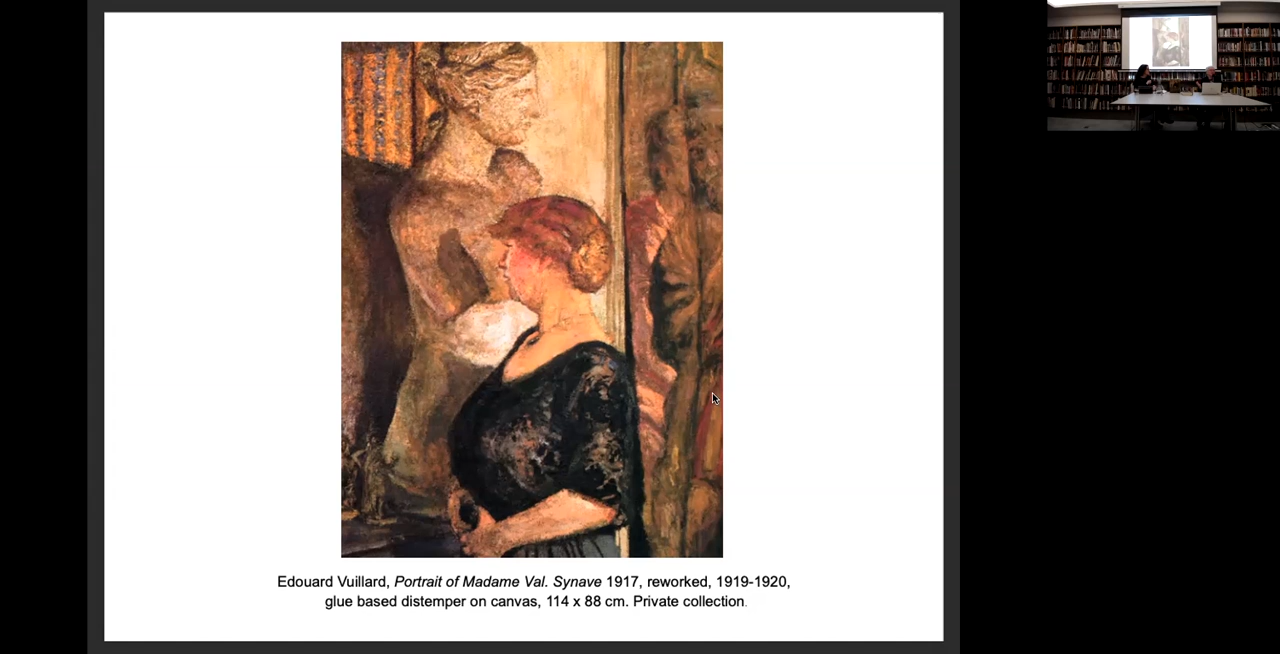 Edouard Vuillard, Portrait of Madame Val. Synave 1917, reworked, 1919-1920,
glue based distemper on canvas, 114 x 88 cm. Private collection.